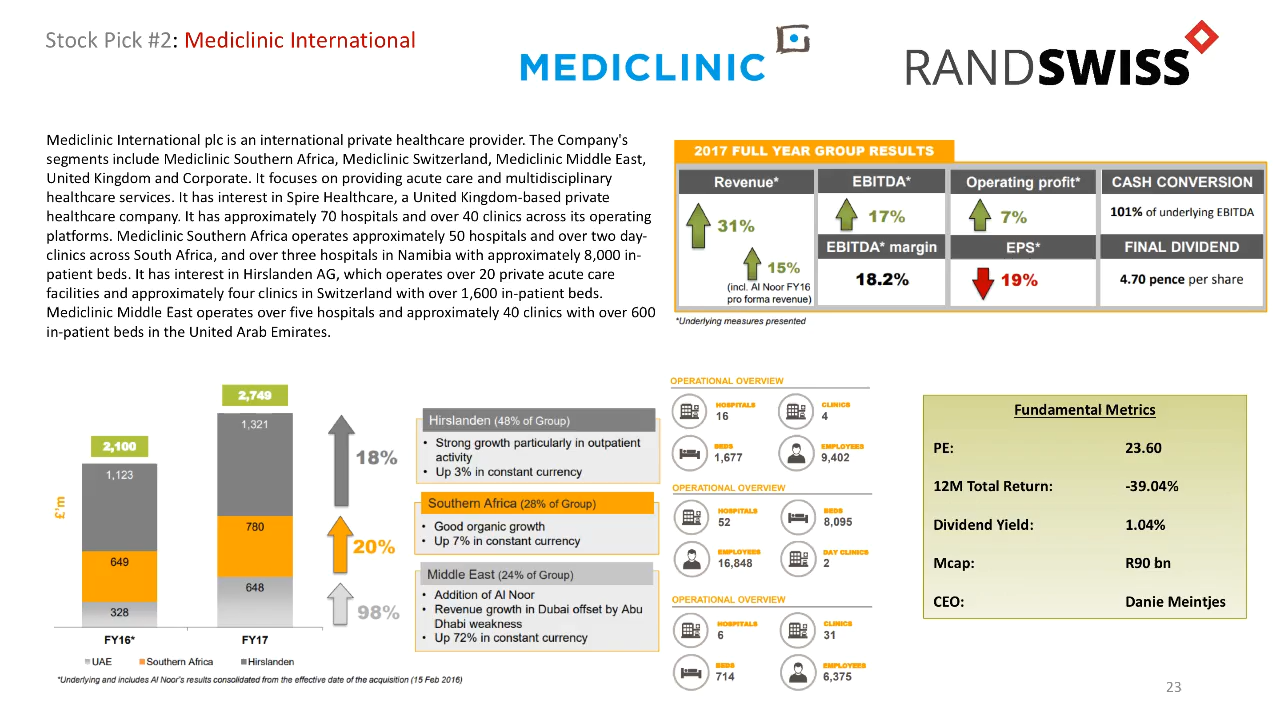 Stock Pick #2: Mediclinic International
MEDICLINIC
RANDSWISS
Mediclinic International plc is an international private healthcare provider. The Company's
segments include Mediclinic Southern Africa, Mediclinic Switzerland, Mediclinic Middle East,
United Kingdom and Corporate. It focuses on providing acute care and multidisciplinary
healthcare services. It has interest in Spire Healthcare, a United Kingdom-based private
healthcare company. It has approximately 70 hospitals and over 40 clinics across its operating
platforms. Mediclinic Southern Africa operates approximately 50 hospitals and over two day-
clinics across South Africa, and over three hospitals in Namibia with approximately 8,000 in-
patient beds. It has interest in Hirslanden AG, which operates over 20 private acute care
facilities and approximately four clinics in Switzerland with over 1,600 in-patient beds.
Mediclinic Middle East operates over five hospitals and approximately 40 clinics with over 600
in-patient beds in the United Arab Emirates.
2017 FULL YEAR GROUP RESULTS
Revenue*
31%
15%
(incl. Al Noor FY16
pro forma revenue)
EBITDA*
17%
EBITDA* margin
18.2%
Operating profit*
7%
EPS*
19%
CASH CONVERSION
101% of underlying EBITDA
FINAL DIVIDEND
4.70 pence per share
*Underlying measures presented
£'m
2,100
1,123
649
328
FY16*
2,749
1,321
780
648
FY17
18%
20%
98%
UAE
Southern Africa
Hirslanden
*Underlying and includes Al Noor's results consolidated from the effective date of the acquisition (15 Feb 2016)
Hirslanden (48% of Group)
• Strong growth particularly in outpatient
activity
• Up 3% in constant currency
Southern Africa (28% of Group)
• Good organic growth
• Up 7% in constant currency
Middle East (24% of Group)
• Addition of Al Noor
• Revenue growth in Dubai offset by Abu
Dhabi weakness
• Up 72% in constant currency
OPERATIONAL OVERVIEW
HOSPITALS
16
CLINICS
4
BEDS
1,677
EMPLOYEES
9,402
OPERATIONAL OVERVIEW
HOSPITALS
52
BEDS
8,095
EMPLOYEES
16,848
DAY CLINICS
2
OPERATIONAL OVERVIEW
HOSPITALS
6
CLINICS
31
BEDS
714
EMPLOYEES
6,375
Fundamental Metrics
PE: 23.60
12M Total Return: -39.04%
Dividend Yield: 1.04%
Mcap: R90 bn
CEO: Danie Meintjes
23